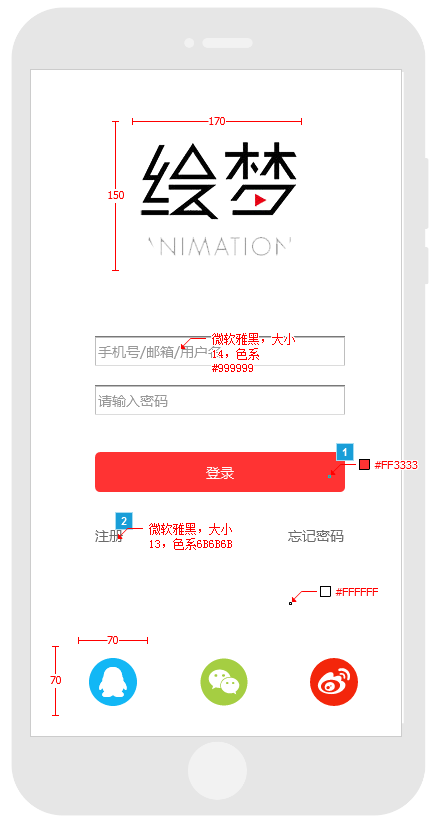 170
150
绘梦
ANIMATION
手机号/邮箱/用户名
微软雅黑，大小
14，色系
#999999
请输入密码
1
登录
#FF3333
2
注册
微软雅黑，大小
13，色系6B6B6B
忘记密码
#FFFFFF
70
70